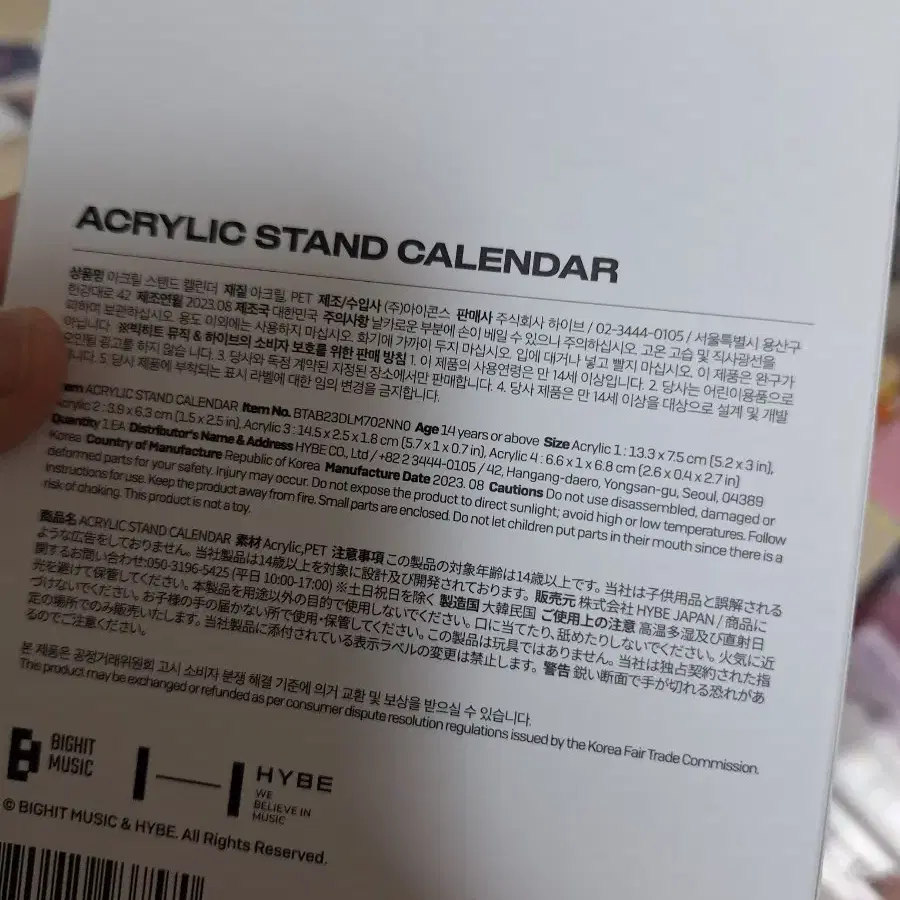 ACRYLIC STAND CALENDAR
상품명 아크릴 스탠드 캘린더 재질 아크릴, PET 제조/수입사 (주)아이콘스 판매사 주식회사 하이브 / 02-3444-0105 / 서울특별시 용산구
한강대로 42 제조연월 2023.08 제조국 대한민국 주의사항 날카로운 부분에 손이 베일 수 있으니 주의하십시오. 고온 고습 및 직사광선을
피하여 보관하십시오. 용도 이외에는 사용하지 마십시오. 화기에 가까이 두지 마십시오. 입에 대거나 넣고 빨지 마십시오. 이 제품은 완구가
아닙니다. ※빅히트 뮤직 & 하이브의 소비자 보호를 위한 판매 방침 1. 이 제품의 사용연령은 만 14세 이상입니다. 2. 당사는 어린이용품으로
오인될 광고를 하지 않습니다. 3. 당사와 독점 계약된 지정된 장소에서만 판매합니다. 4. 당사 제품은 만 14세 이상을 대상으로 설계 및 개발
니다. 5. 당사 제품에 부착되는 표시 라벨에 대한 임의 변경을 금지합니다.
Item ACRYLIC STAND CALENDAR Item No. BTAB23DLM702NN0 Age 14 years or above Size Acrylic 1 : 13.3 x 7.5 cm (5.2 x 3 in),
Acrylic 2 : 3.9 x 6.3 cm (1.5 x 2.5 in), Acrylic 3 : 14.5 x 2.5 x 1.8 cm (5.7 x 1 x 0.7 in), Acrylic 4 : 6.6 x 1 x 6.8 cm (2.6 x 0.4 x 2.7 in)
Quantity 1 EA Distributor's Name & Address HYBE CO., Ltd / +82 2 3444-0105 / 42, Hangang-daero, Yongsan-gu, Seoul, 04389
Korea Country of Manufacture Republic of Korea Manufacture Date 2023. 08 Cautions Do not use disassembled, damaged or
deformed parts for your safety. Injury may occur. Do not expose the product to direct sunlight; avoid high or low temperatures. Follow
instructions for use. Keep the product away from fire. Small parts are enclosed. Do not let children put parts in their mouth since there is a
risk of choking. This product is not a toy.
商品名 ACRYLIC STAND CALENDAR 素材 Acrylic,PET 注意事項 この製品の対象年齢は14歳以上です。当社は子供用品と誤解される
ような広告をしておりません。当社製品は14歳以上を対象に設計及び開発されております。販売元 株式会社 HYBE JAPAN / 商品に
関するお問い合わせ:050-3196-5425 (平日 10:00-17:00) ※土日祝日を除く 製造国 大韓民国 ご使用上の注意 高温多湿及び直射日
光を避けて保管してください。本製品を用途以外の目的で使用しないでください。口に当てたり、舐めたりしないでください。火気に近
づけないでください。お子様の手の届かない所で使用・保管してください。この製品は玩具ではありません。当社は独占契約された指
定の場所でのみ販売いたします。当社製品に添付されている表示ラベルの変更は禁止します。警告 鋭い断面で手が切れる恐れがあ
るのでご注意ください。
본 제품은 공정거래위원회 고시 소비자 분쟁 해결 기준에 의거 교환 및 보상을 받으실 수 있습니다.
This product may be exchanged or refunded as per consumer dispute resolution regulations issued by the Korea Fair Trade Commission.
BIGHIT
MUSIC
HYBE
WE
BELIEVE IN
MUSIC
© BIGHIT MUSIC & HYBE. All Rights Reserved.